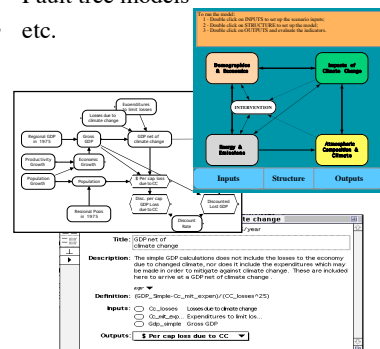 Fault tree models
etc.
To run the model:
1 - Double click on INPUTS to set up the scenario inputs;
2 - Double click on STRUCTURE to set up the model;
3 - Double click on OUTPUTS and evaluate the indicators.
Demographics
& Economics
Impacts of
Climate Change
INTERVENTION
Energy &
Emissions
Atmospheric
Composition &
Climate
Inputs
Structure
Outputs
Expenditures
to limit losses
Losses due to
climate change
Regional GDP
in 1975
Gross
GDP
GDP net of
climate change
Productivity
Growth
Economic
Growth
Population
Growth
Population
$ Per cap loss
due to CC
Disc. per cap
GDP Loss
due to CC
Discounted
Lost GDP
Regional Popn
in 1975
Discount
Rate
te change
/year
Title: GDP net of
climate change
Description: The simple GDP calculations does not include the losses to the economy
due to changed climate, nor does it include the expenditures which may
be made in order to mitigate against climate change. These are included
here to arrive at a GDP net of climate change .
expr
Definition: (GDP_Simple-Cc_mit_expen)/(CC_losses^25)
Inputs: Cc_losses Losses due to climate change
Cc_mit_exp... Expenditures to limit los...
Gdp_simple Gross GDP
Outputs: $ Per cap loss due to CC